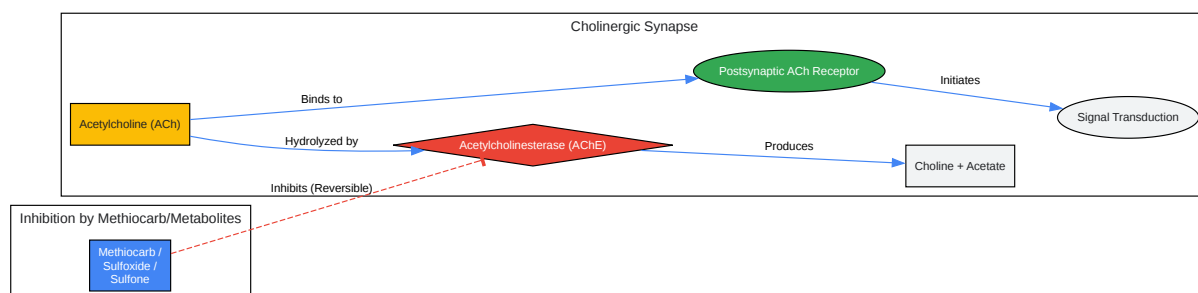 Cholinergic Synapse
Postsynaptic ACh Receptor
Initiates
Binds to
Acetylcholine (ACh)
Signal Transduction
Hydrolyzed by
Acetylcholinesterase (AChE)
Produces
Choline + Acetate
Inhibits (Reversible)
Inhibition by Methiocarb/Metabolites
Methiocarb /
Sulfoxide /
Sulfone